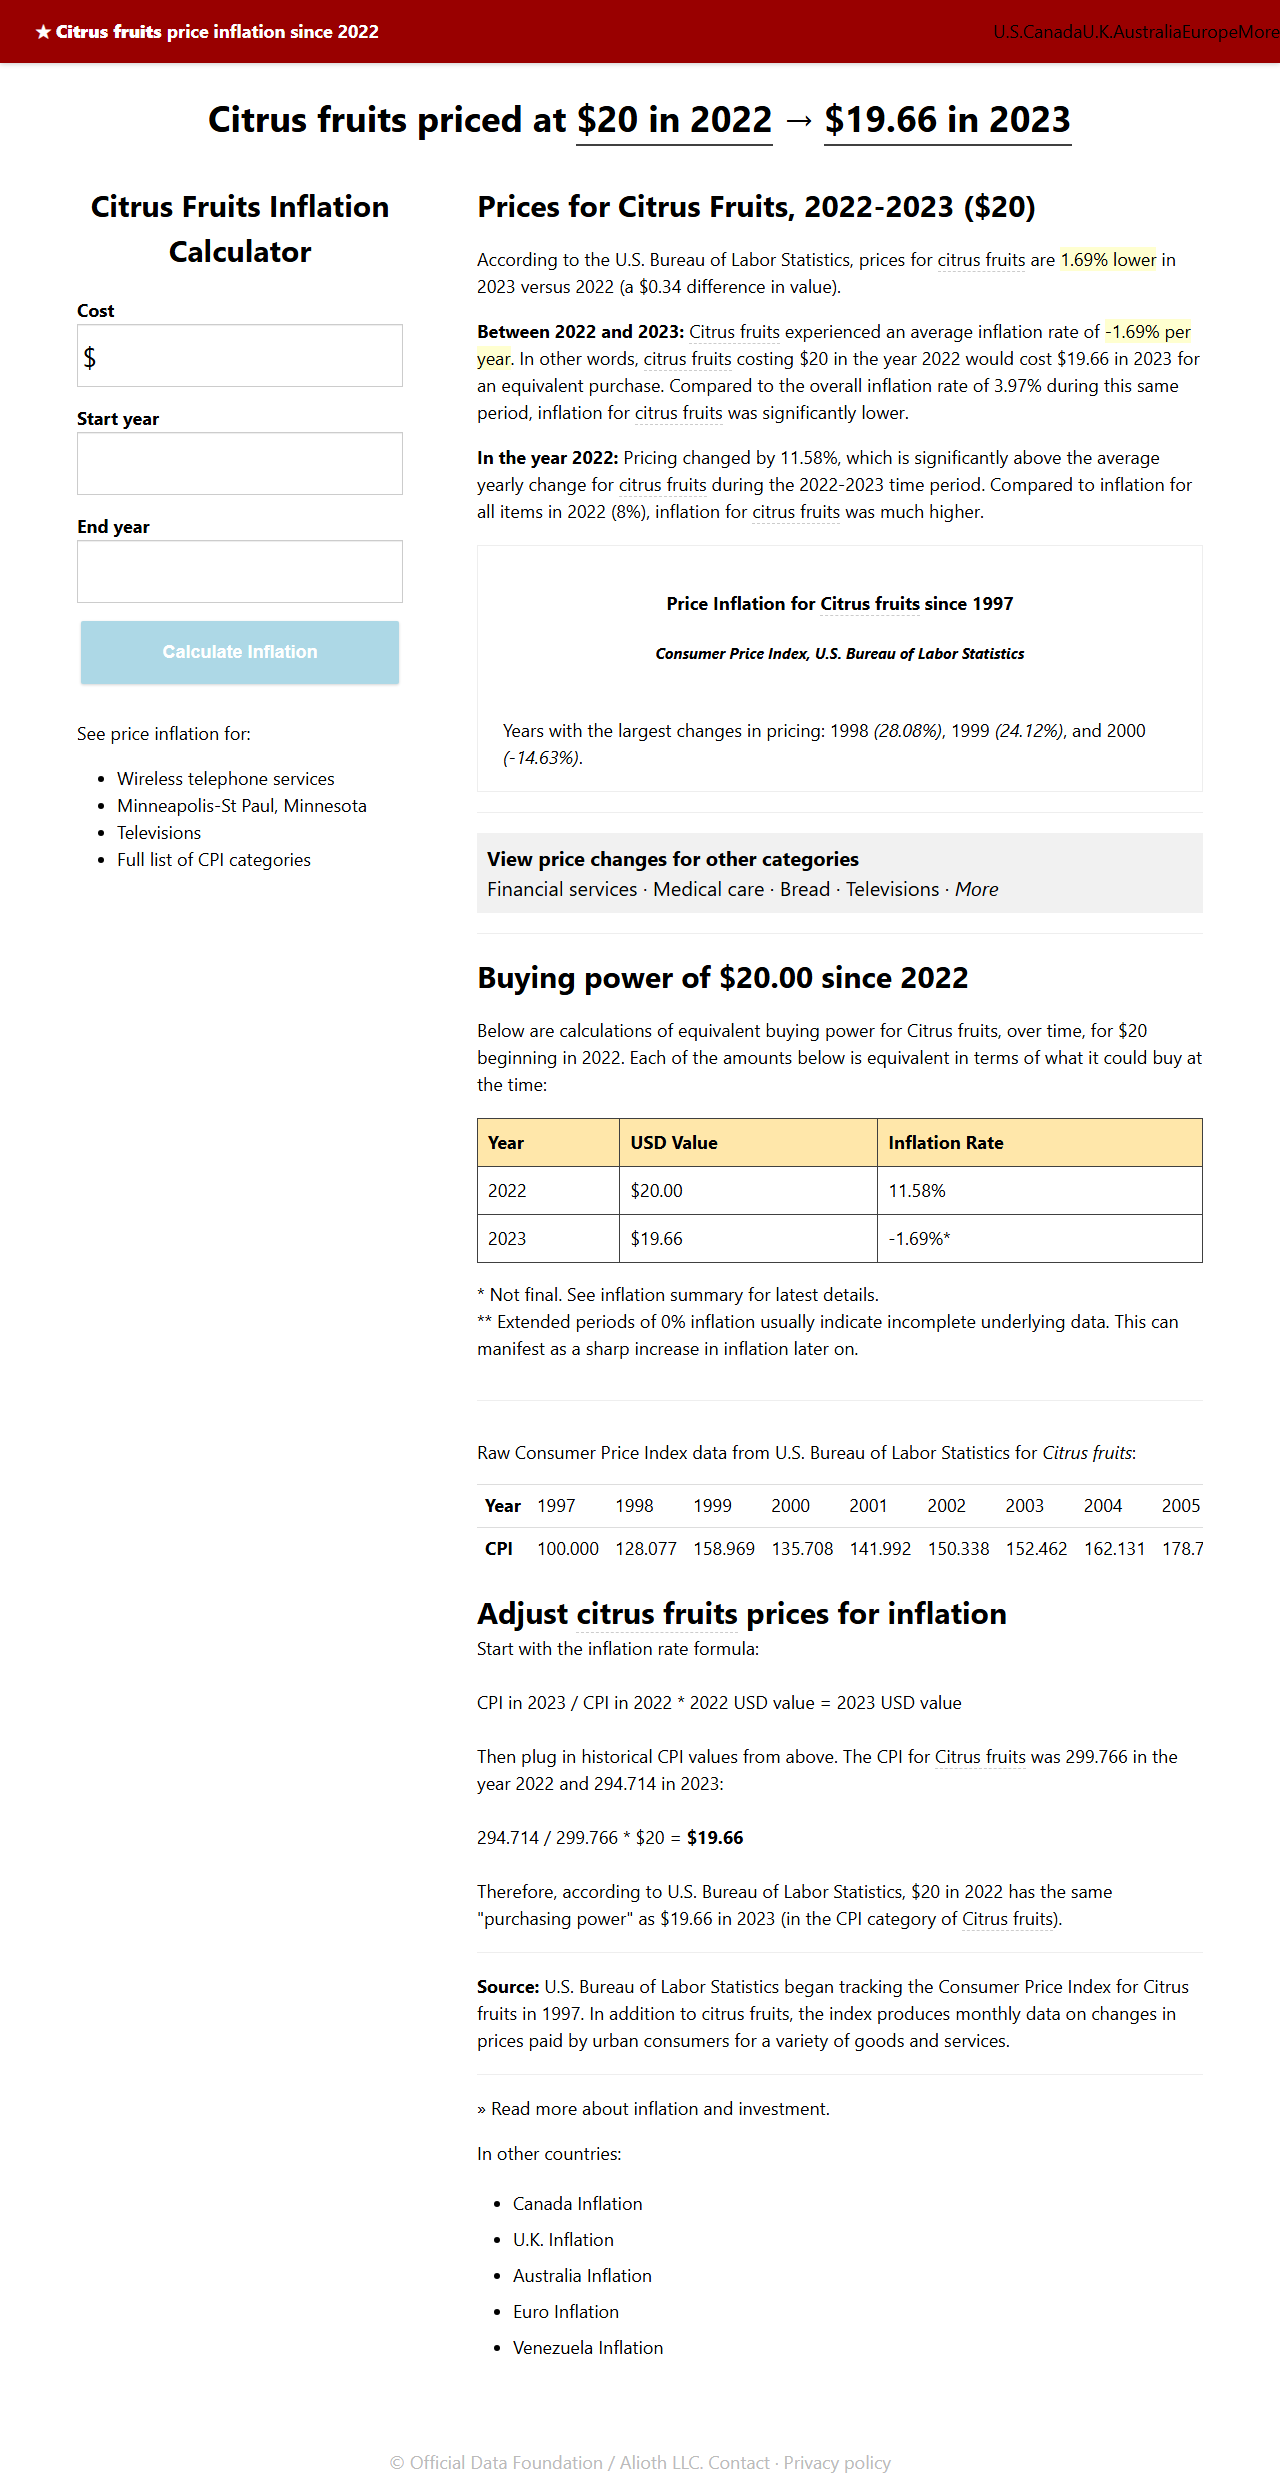 ★ Citrus fruits price inflation since 2022
U.S.CanadaU.K.AustraliaEuropeMore
Citrus fruits priced at $20 in 2022 → $19.66 in 2023
Citrus Fruits Inflation
Calculator
Cost
$
Start year
End year
Calculate Inflation
See price inflation for:
• Wireless telephone services
• Minneapolis-St Paul, Minnesota
• Televisions
• Full list of CPI categories
Prices for Citrus Fruits, 2022-2023 ($20)
According to the U.S. Bureau of Labor Statistics, prices for citrus fruits are 1.69% lower in
2023 versus 2022 (a $0.34 difference in value).
Between 2022 and 2023: Citrus fruits experienced an average inflation rate of -1.69% per
year. In other words, citrus fruits costing $20 in the year 2022 would cost $19.66 in 2023 for
an equivalent purchase. Compared to the overall inflation rate of 3.97% during this same
period, inflation for citrus fruits was significantly lower.
In the year 2022: Pricing changed by 11.58%, which is significantly above the average
yearly change for citrus fruits during the 2022-2023 time period. Compared to inflation for
all items in 2022 (8%), inflation for citrus fruits was much higher.
Price Inflation for Citrus fruits since 1997
Consumer Price Index, U.S. Bureau of Labor Statistics
Years with the largest changes in pricing: 1998 (28.08%), 1999 (24.12%), and 2000
(-14.63%).
View price changes for other categories
Financial services · Medical care · Bread · Televisions · More
Buying power of $20.00 since 2022
Below are calculations of equivalent buying power for Citrus fruits, over time, for $20
beginning in 2022. Each of the amounts below is equivalent in terms of what it could buy at
the time:
Year USD Value Inflation Rate
2022 $20.00 11.58%
2023 $19.66 -1.69%*
* Not final. See inflation summary for latest details.
** Extended periods of 0% inflation usually indicate incomplete underlying data. This can
manifest as a sharp increase in inflation later on.
Raw Consumer Price Index data from U.S. Bureau of Labor Statistics for Citrus fruits:
Year 1997 1998 1999 2000 2001 2002 2003 2004 2005
CPI 100.000 128.077 158.969 135.708 141.992 150.338 152.462 162.131 178.7
Adjust citrus fruits prices for inflation
Start with the inflation rate formula:
CPI in 2023 / CPI in 2022 * 2022 USD value = 2023 USD value
Then plug in historical CPI values from above. The CPI for Citrus fruits was 299.766 in the
year 2022 and 294.714 in 2023:
294.714 / 299.766 * $20 = $19.66
Therefore, according to U.S. Bureau of Labor Statistics, $20 in 2022 has the same
"purchasing power" as $19.66 in 2023 (in the CPI category of Citrus fruits).
Source: U.S. Bureau of Labor Statistics began tracking the Consumer Price Index for Citrus
fruits in 1997. In addition to citrus fruits, the index produces monthly data on changes in
prices paid by urban consumers for a variety of goods and services.
» Read more about inflation and investment.
In other countries:
• Canada Inflation
• U.K. Inflation
• Australia Inflation
• Euro Inflation
• Venezuela Inflation
© Official Data Foundation / Alioth LLC. Contact · Privacy policy